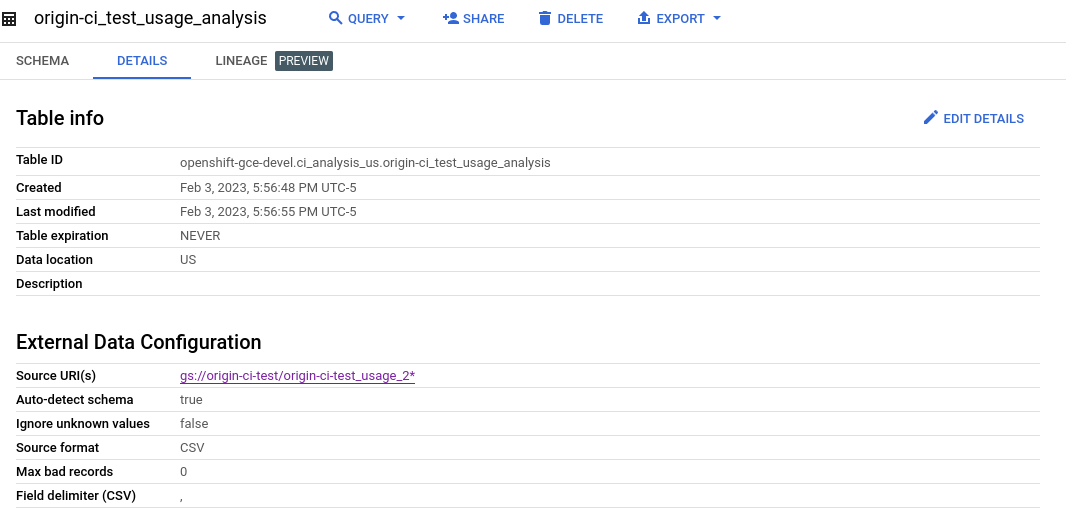 origin-ci_test_usage_analysis QUERY SHARE DELETE EXPORT
SCHEMA DETAILS LINEAGE PREVIEW
Table info EDIT DETAILS
Table ID openshift-gce-devel.ci_analysis_us.origin-ci_test_usage_analysis
Created Feb 3, 2023, 5:56:48 PM UTC-5
Last modified Feb 3, 2023, 5:56:55 PM UTC-5
Table expiration NEVER
Data location US
Description
External Data Configuration
Source URI(s) gs://origin-ci-test/origin-ci-test_usage_2*
Auto-detect schema true
Ignore unknown values false
Source format CSV
Max bad records 0
Field delimiter (CSV) ,